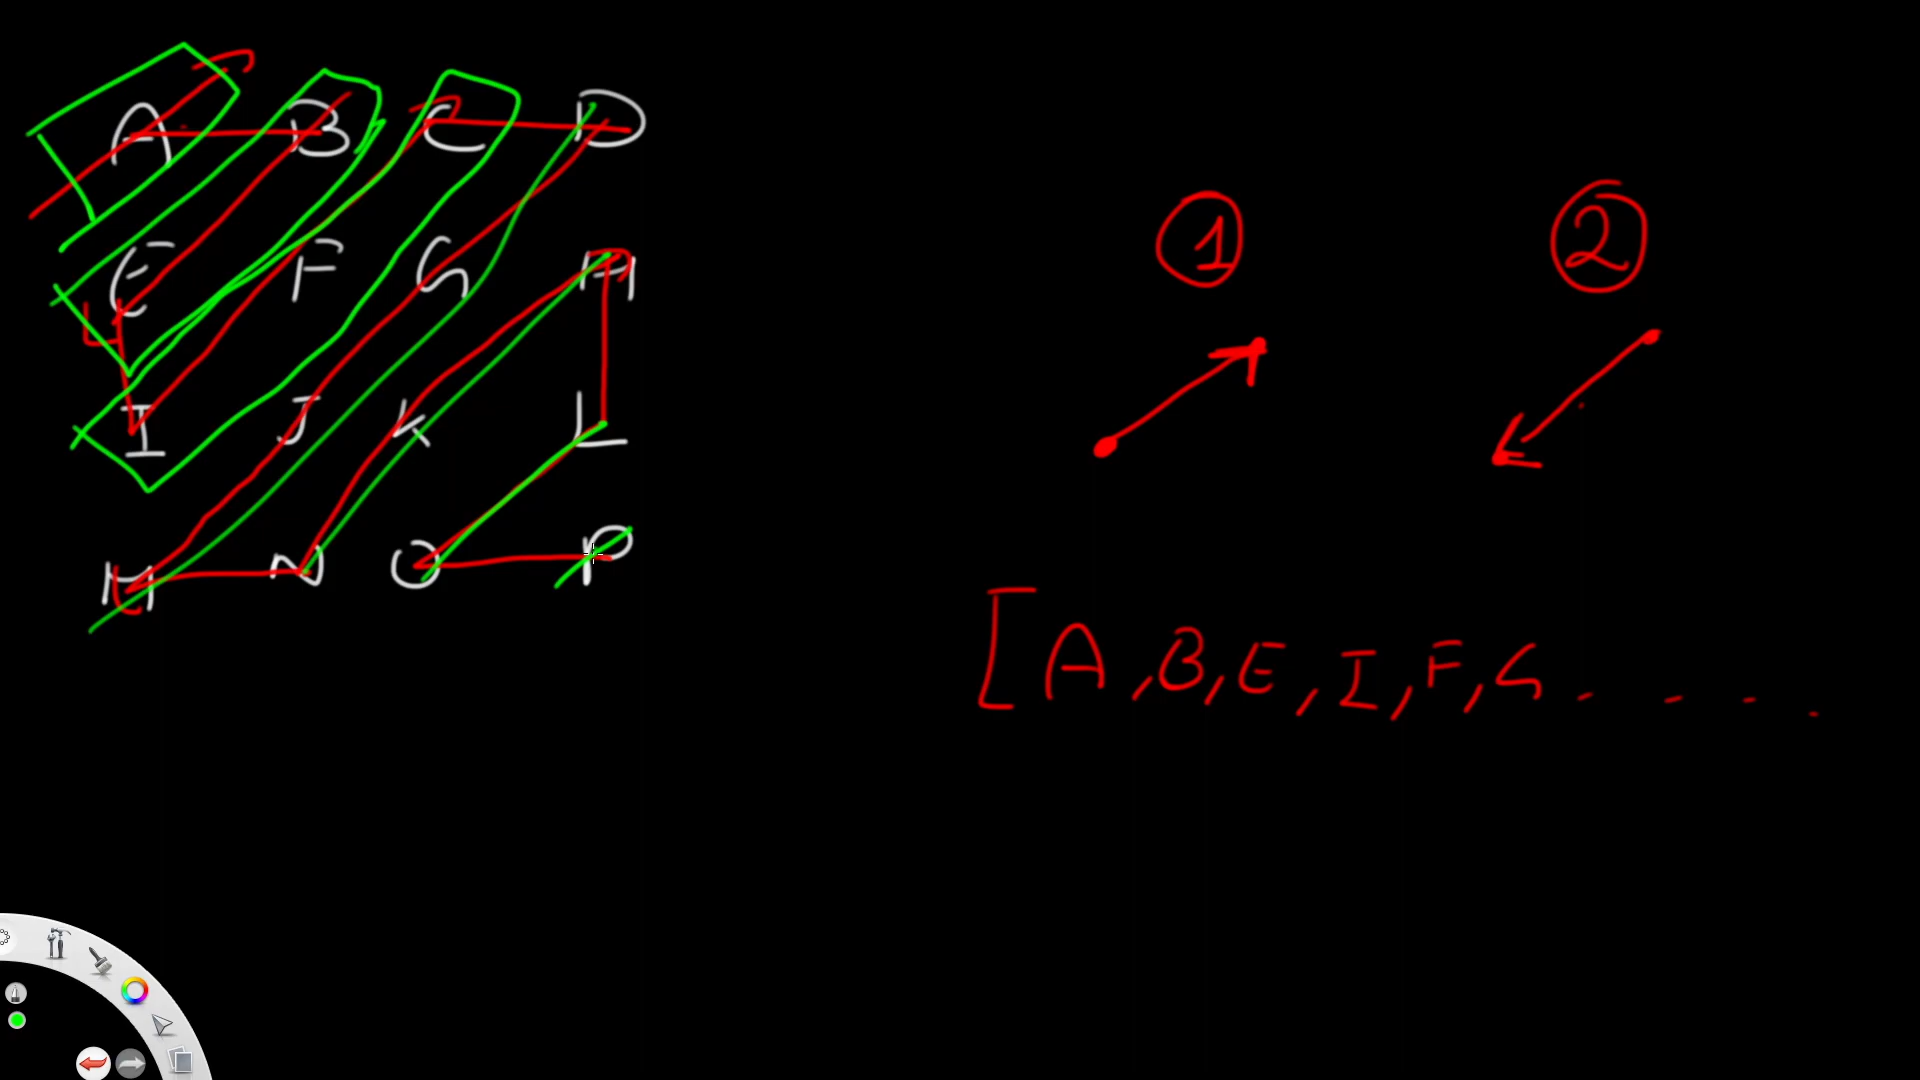 A B C D
E F G H
I J K L
M N O P
1 2
[A, B, E, I, F, G . . . .